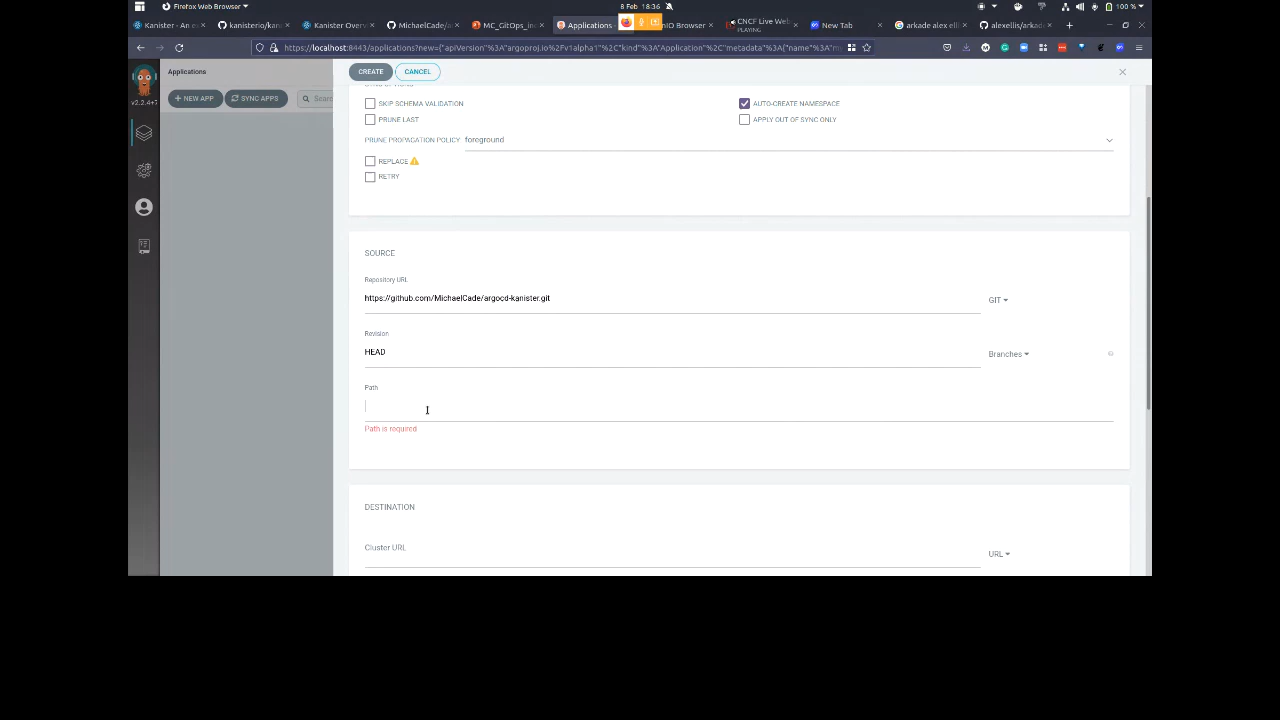 Firefox Web Browser
8 Feb 18:36
100 %
Kanister - An e
kanisterio/kani
Kanister Overv
MichaelCade/a
MC_GitOps_in
Applications
nIO Browser
CNCF Live Web
PLAYING
New Tab
arkade alex elli
alexellis/arkad
https://localhost:8443/applications?new={"apiVersion"%3A"argoproj.io%2Fv1alpha1"%2C"kind"%3A"Application"%2C"metadata"%3A{"name"%3A"m
v2.2.4+7
Applications
+ NEW APP
SYNC APPS
Sear
CREATE
CANCEL
SKIP SCHEMA VALIDATION
AUTO-CREATE NAMESPACE
PRUNE LAST
APPLY OUT OF SYNC ONLY
PRUNE PROPAGATION POLICY: foreground
REPLACE
RETRY
SOURCE
Repository URL
https://github.com/MichaelCade/argocd-kanister.git
GIT
Revision
HEAD
Branches
Path
Path is required
DESTINATION
Cluster URL
URL